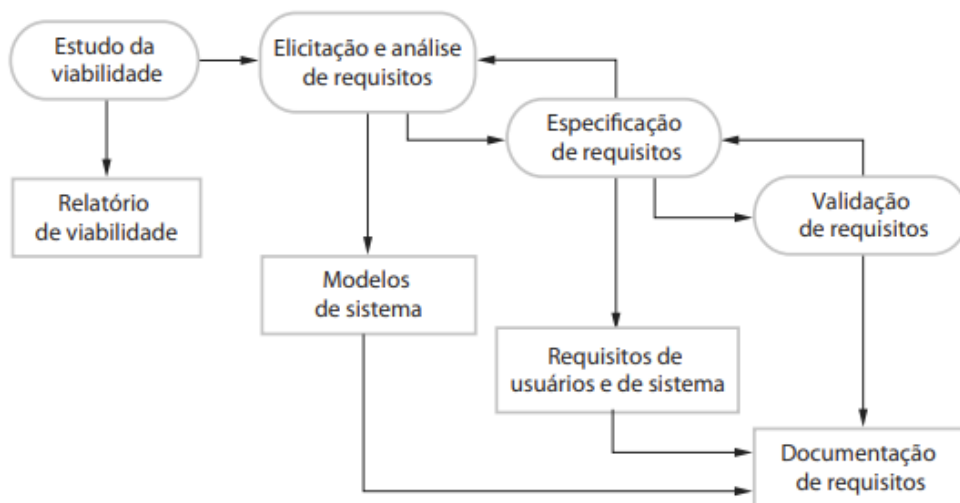 Estudo da
viabilidade
Elicitação e análise
de requisitos
Especificação
de requisitos
Validação
de requisitos
Relatório
de viabilidade
Modelos
de sistema
Requisitos de
usuários e de sistema
Documentação
de requisitos